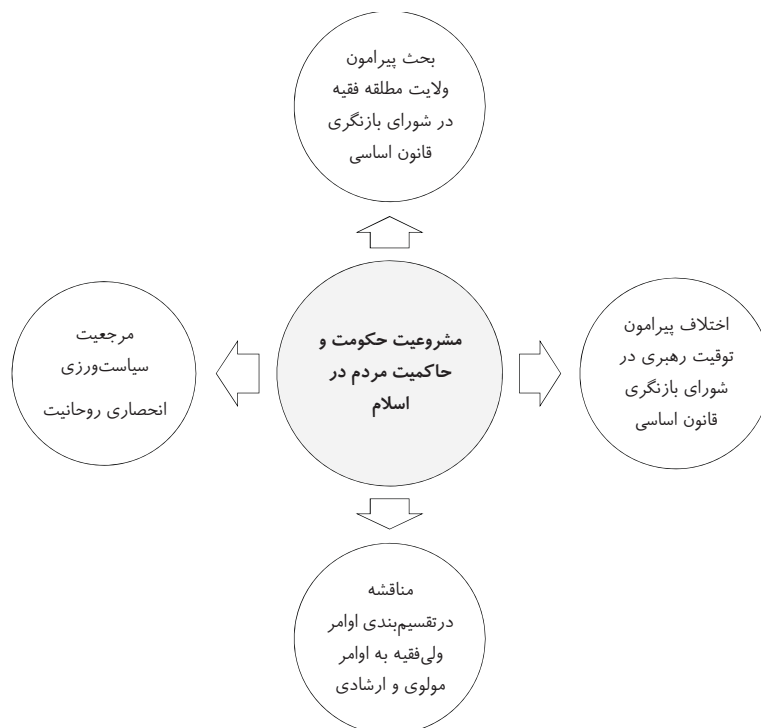 بحث پیرامون
ولایت مطلقه فقیه
در شورای بازنگری
قانون اساسی
اختلاف پیرامون
توقیت رهبری در
شورای بازنگری
قانون اساسی
مشروعیت حکومت و
حاکمیت مردم در
اسلام
مرجعیت
سیاست‌ورزی
انحصاری روحانیت
مناقشه
درتقسیم‌بندی اوامر
ولی‌فقیه به اوامر
مولوی و ارشادی